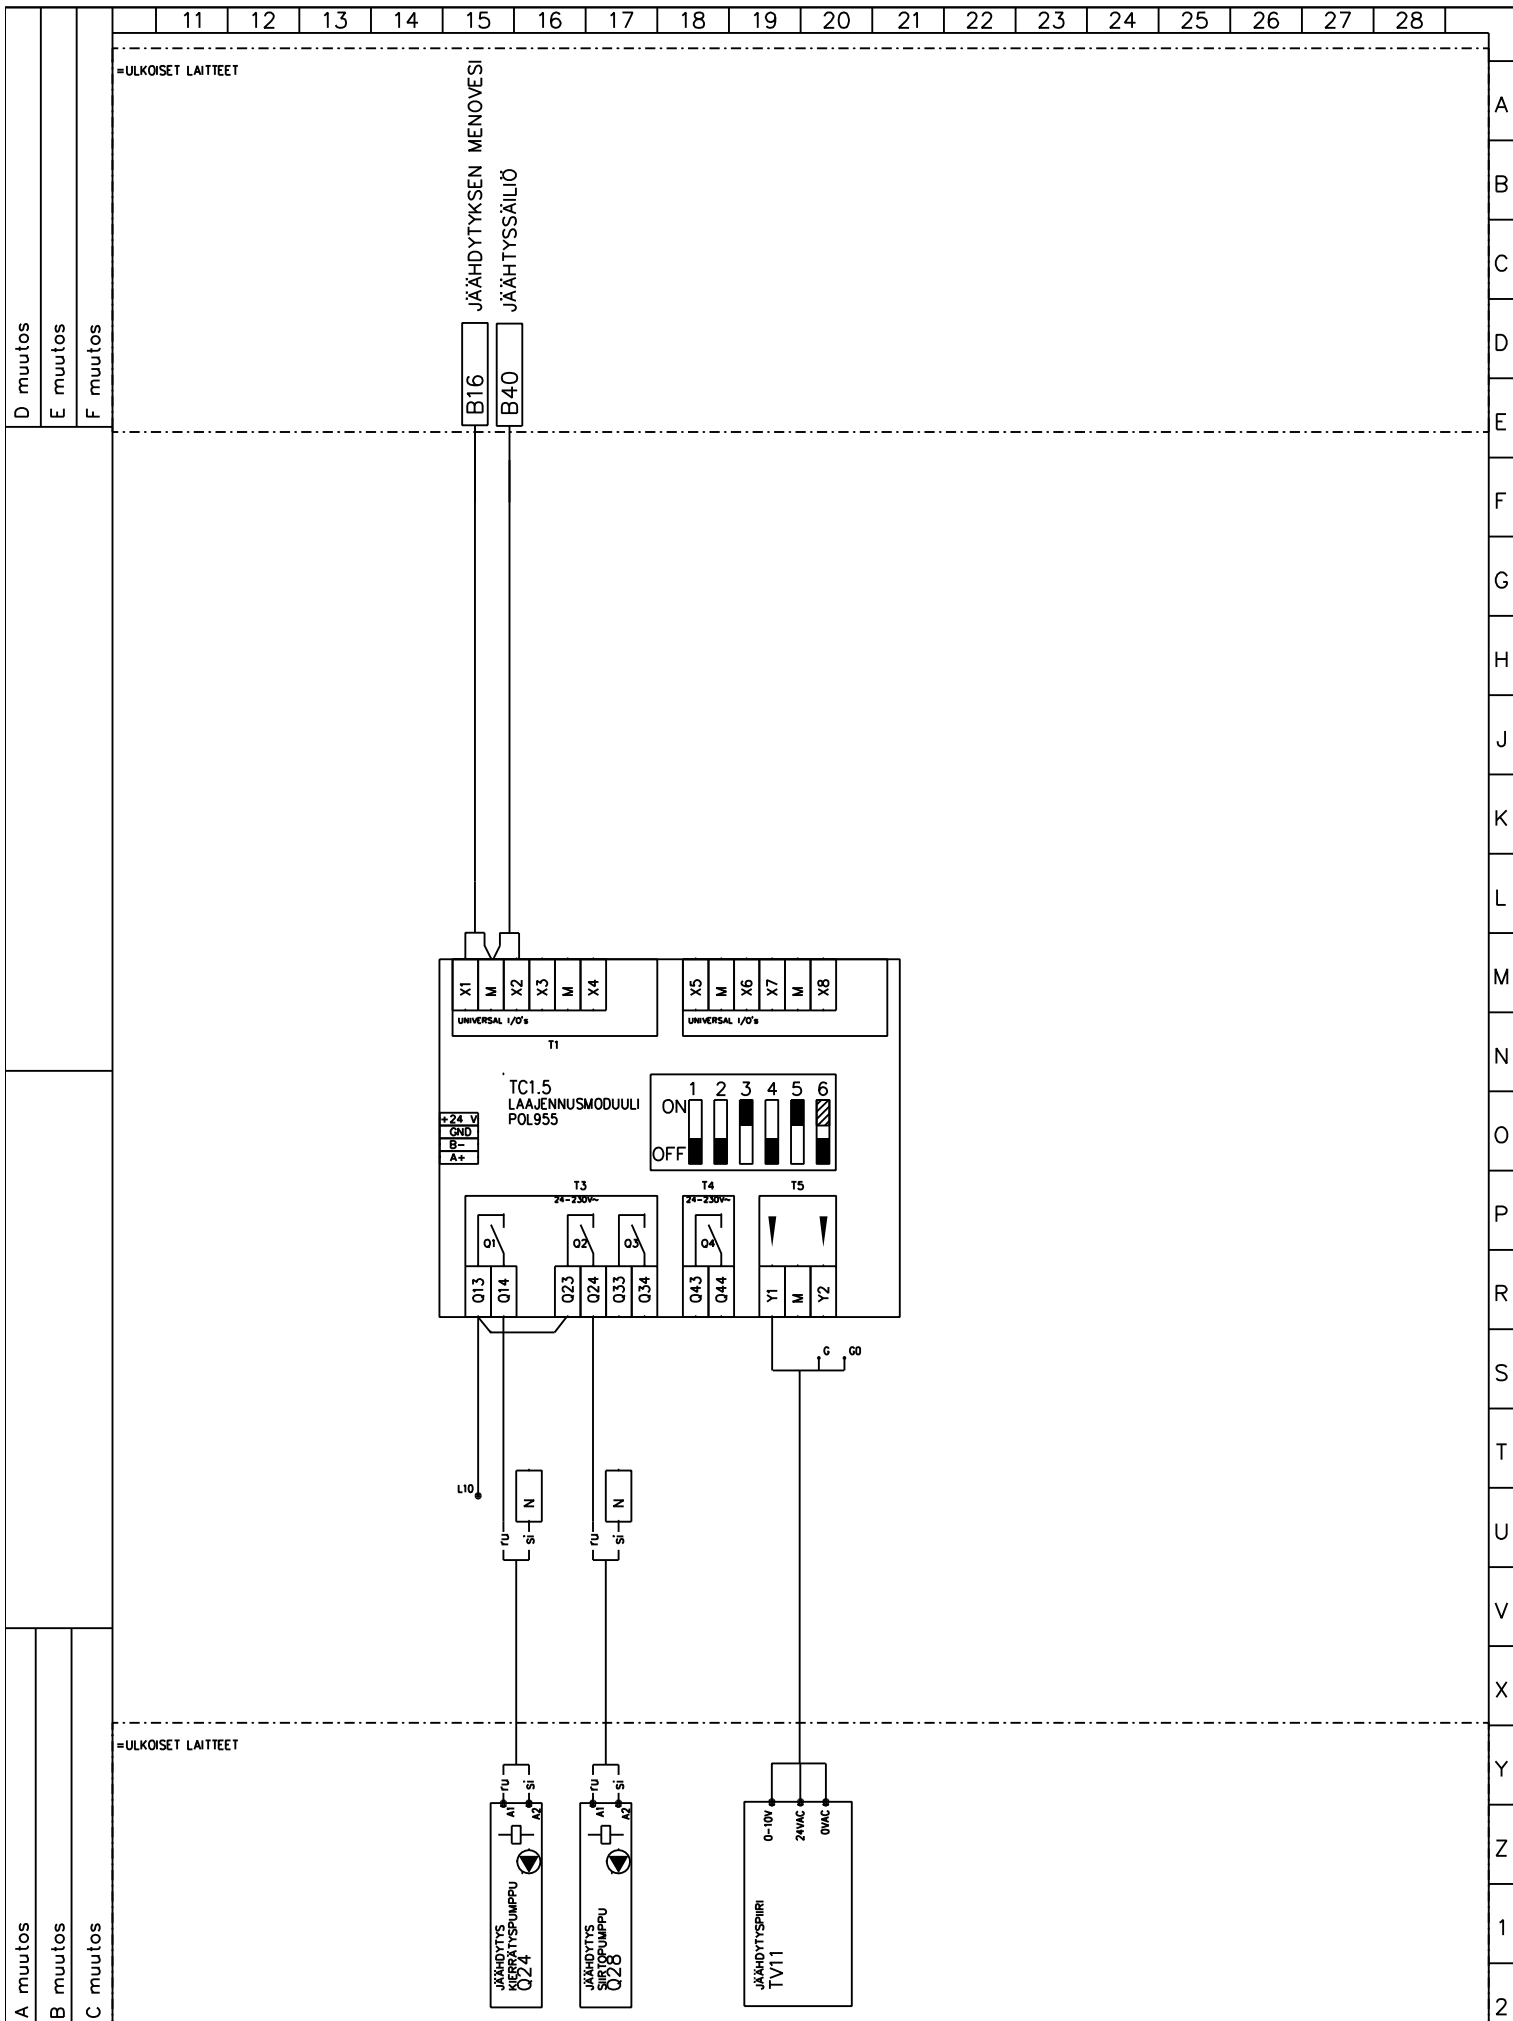 11 12 13 14 15 16 17 18 19 20 21 22 23 24 25 26 27 28
=ULKOISET LAITTEET
JÄÄHDYTYKSEN MENOVESI
JÄÄHTYSSÄILIÖ
B16
B40
D muutos
E muutos
F muutos
A
B
C
D
E
F
G
H
J
K
L
M
N
O
P
R
S
T
U
V
X
Y
Z
1
2
X1 M X2 X3 M X4
UNIVERSAL I/O's
T1
X5 M X6 X7 M X8
UNIVERSAL I/O's
TC1.5
LAAJENNUSMODUULI
POL955
1 2 3 4 5 6
ON
OFF
+24 V
GND
B-
A+
T3
24-230V~
T4
24-230V~
T5
Q1 Q2 Q3 Q4
Q13 Q14 Q23 Q24 Q33 Q34 Q43 Q44 Y1 M Y2
G G0
L10
N N
ru si ru si
=ULKOISET LAITTEET
ru si ru si
A1 A2 A1 A2
0-10V 24VAC 0VAC
JÄÄHDYTYS
KIERRÄTYSPUMPPU
Q24
JÄÄHDYTYS
SIIRTOPUMPPU
Q28
JÄÄHDYTYSPIIRI
TV11
A muutos
B muutos
C muutos